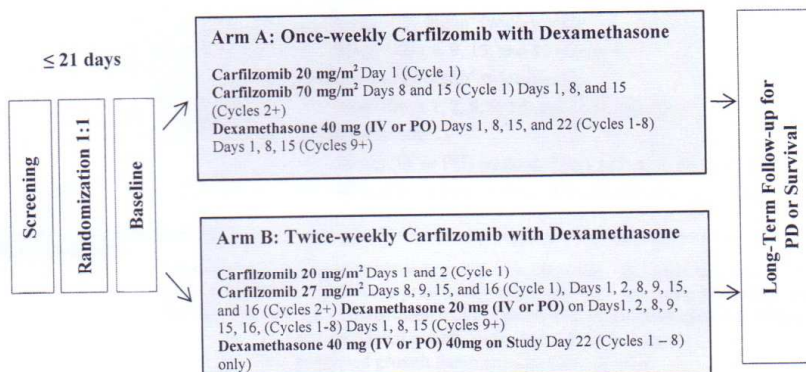 ≤ 21 days
Screening
Randomization 1:1
Baseline
Arm A: Once-weekly Carfilzomib with Dexamethasone
Carfilzomib 20 mg/m² Day 1 (Cycle 1)
Carfilzomib 70 mg/m² Days 8 and 15 (Cycle 1) Days 1, 8, and 15
(Cycles 2+)
Dexamethasone 40 mg (IV or PO) Days 1, 8, 15, and 22 (Cycles 1-8)
Days 1, 8, 15 (Cycles 9+)
Arm B: Twice-weekly Carfilzomib with Dexamethasone
Carfilzomib 20 mg/m² Days 1 and 2 (Cycle 1)
Carfilzomib 27 mg/m² Days 8, 9, 15, and 16 (Cycle 1), Days 1, 2, 8, 9, 15,
and 16 (Cycles 2+) Dexamethasone 20 mg (IV or PO) on Days1, 2, 8, 9,
15, 16, (Cycles 1-8) Days 1, 8, 15 (Cycles 9+)
Dexamethasone 40 mg (IV or PO) 40mg on Study Day 22 (Cycles 1 – 8)
only)
Long-Term Follow-up for
PD or Survival